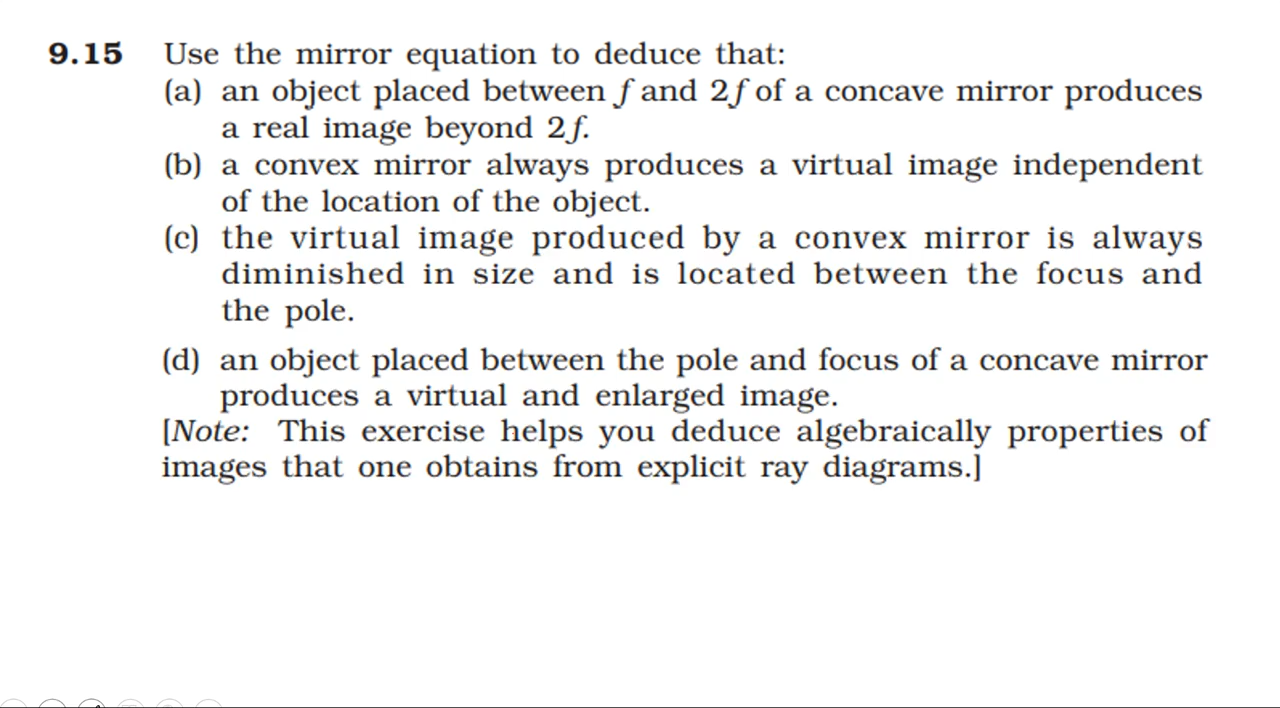 9.15 Use the mirror equation to deduce that:
(a) an object placed between f and 2f of a concave mirror produces
a real image beyond 2f.
(b) a convex mirror always produces a virtual image independent
of the location of the object.
(c) the virtual image produced by a convex mirror is always
diminished in size and is located between the focus and
the pole.
(d) an object placed between the pole and focus of a concave mirror
produces a virtual and enlarged image.
[Note: This exercise helps you deduce algebraically properties of
images that one obtains from explicit ray diagrams.]